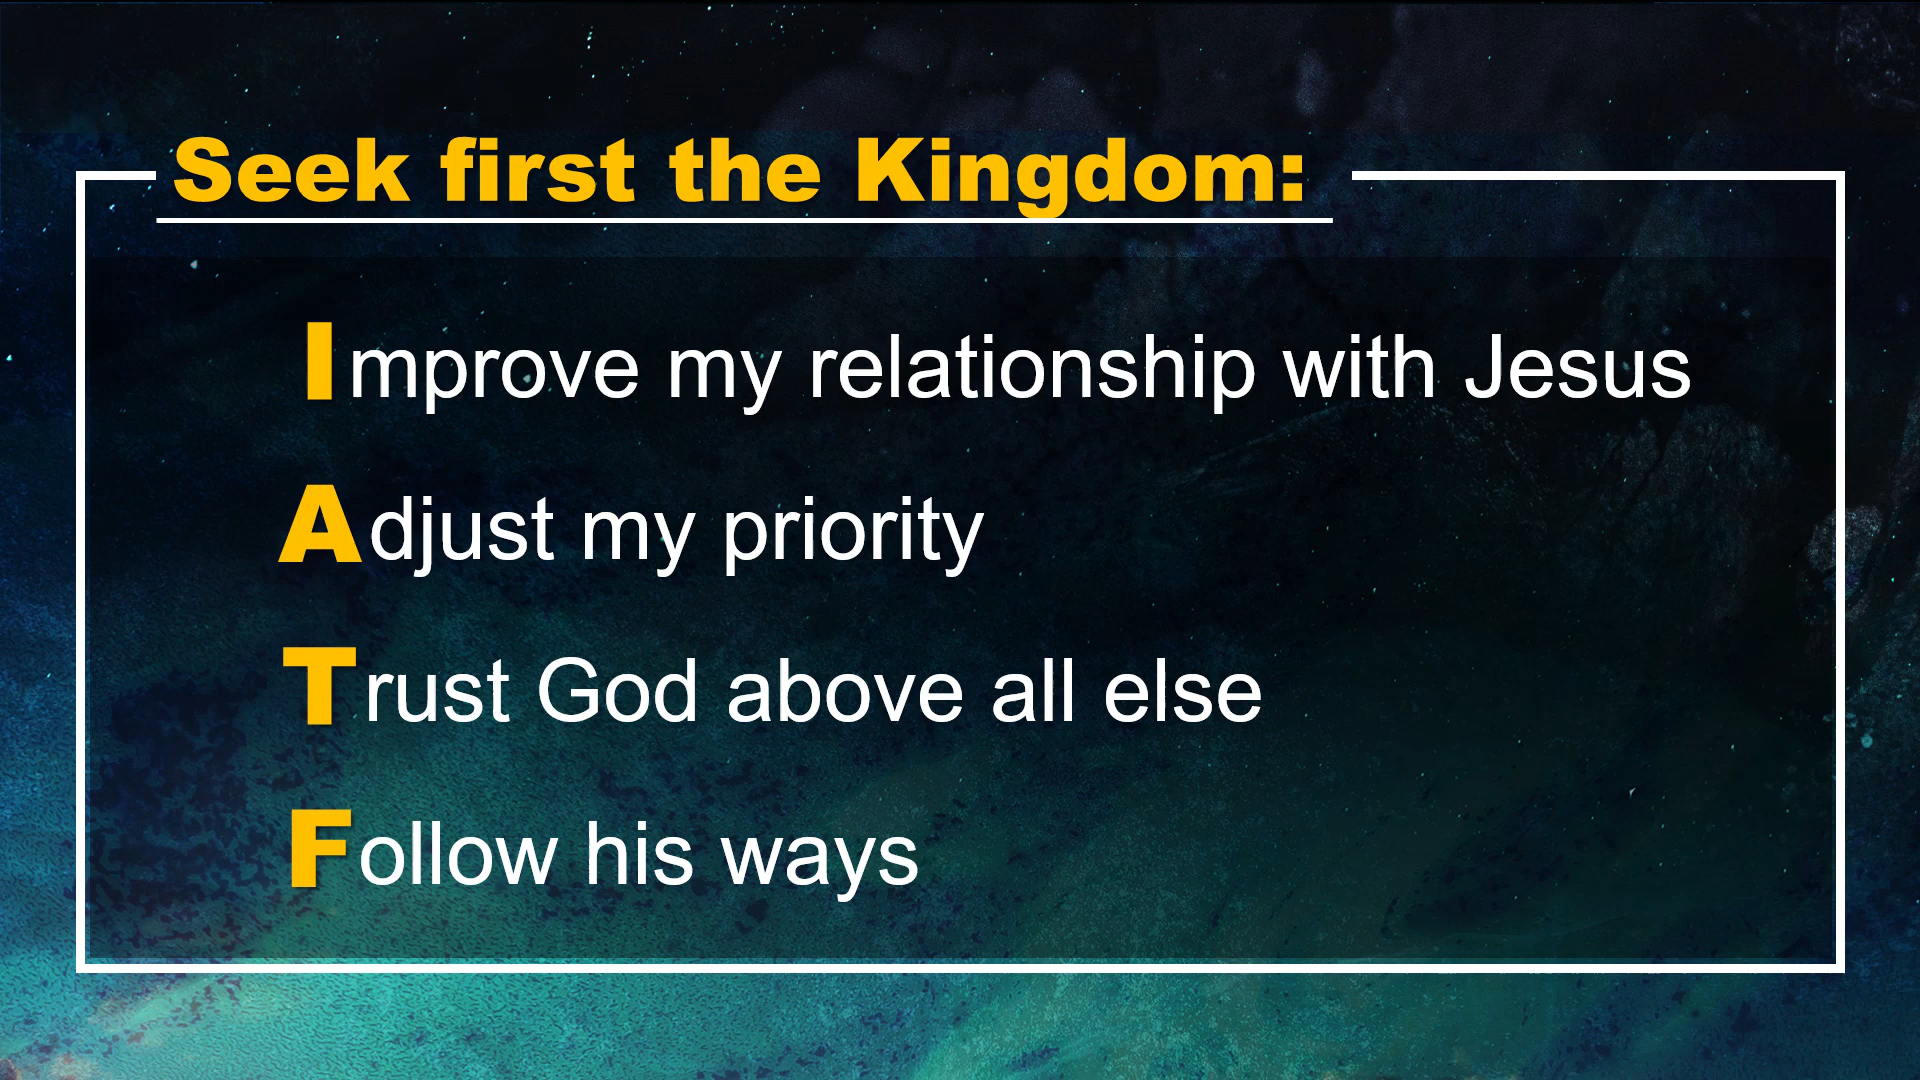 Seek first the Kingdom:
Improve my relationship with Jesus
Adjust my priority
Trust God above all else
Follow his ways